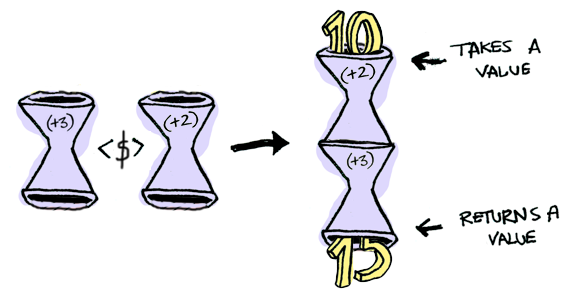 (+3)
<$>
(+2)
10
(+2)
(+3)
15
TAKES A
VALUE
RETURNS A
VALUE